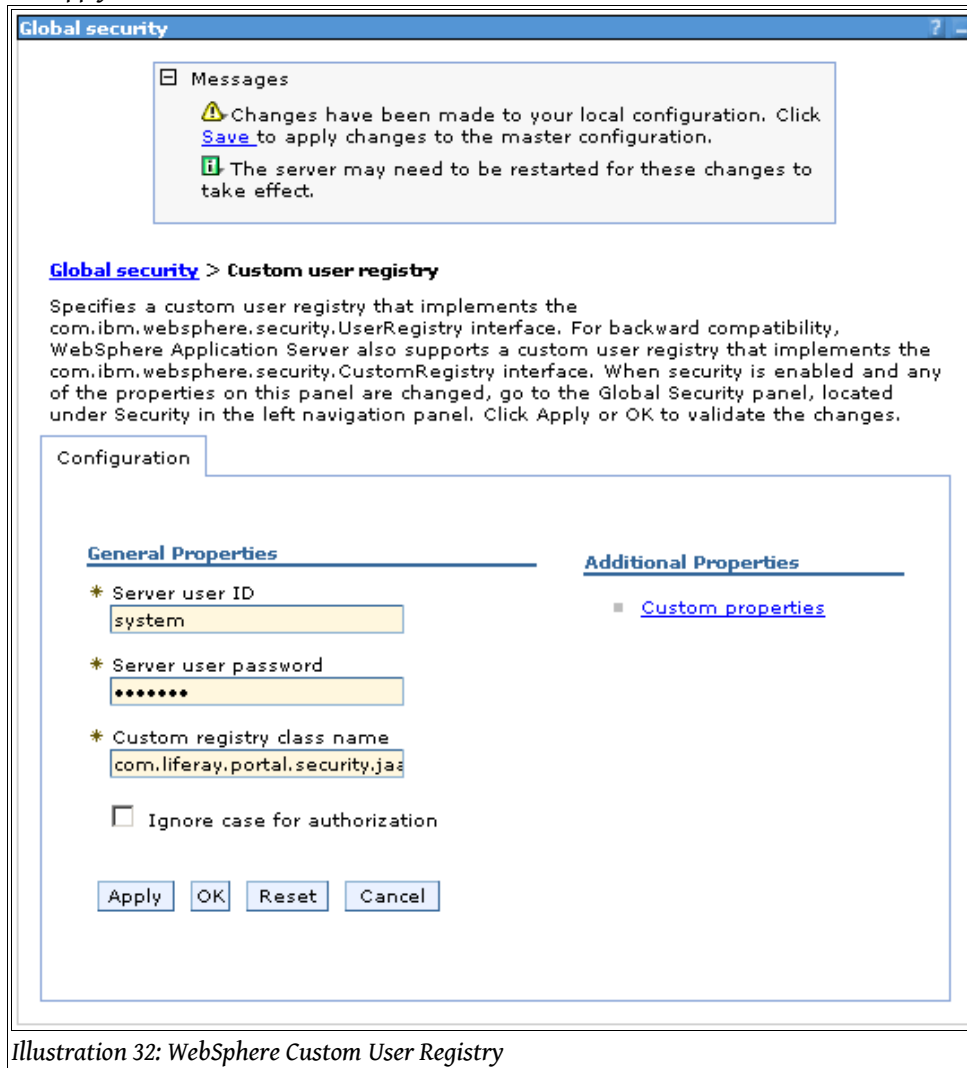 Global security ? –
Messages
Changes have been made to your local configuration. Click
Save to apply changes to the master configuration.
The server may need to be restarted for these changes to
take effect.
Global security > Custom user registry
Specifies a custom user registry that implements the
com.ibm.websphere.security.UserRegistry interface. For backward compatibility,
WebSphere Application Server also supports a custom user registry that implements the
com.ibm.websphere.security.CustomRegistry interface. When security is enabled and any
of the properties on this panel are changed, go to the Global Security panel, located
under Security in the left navigation panel. Click Apply or OK to validate the changes.
Configuration
General Properties
* Server user ID
system
* Server user password
•••••••
* Custom registry class name
com.liferay.portal.security.jaa
Ignore case for authorization
Apply OK Reset Cancel
Additional Properties
Custom properties
Illustration 32: WebSphere Custom User Registry